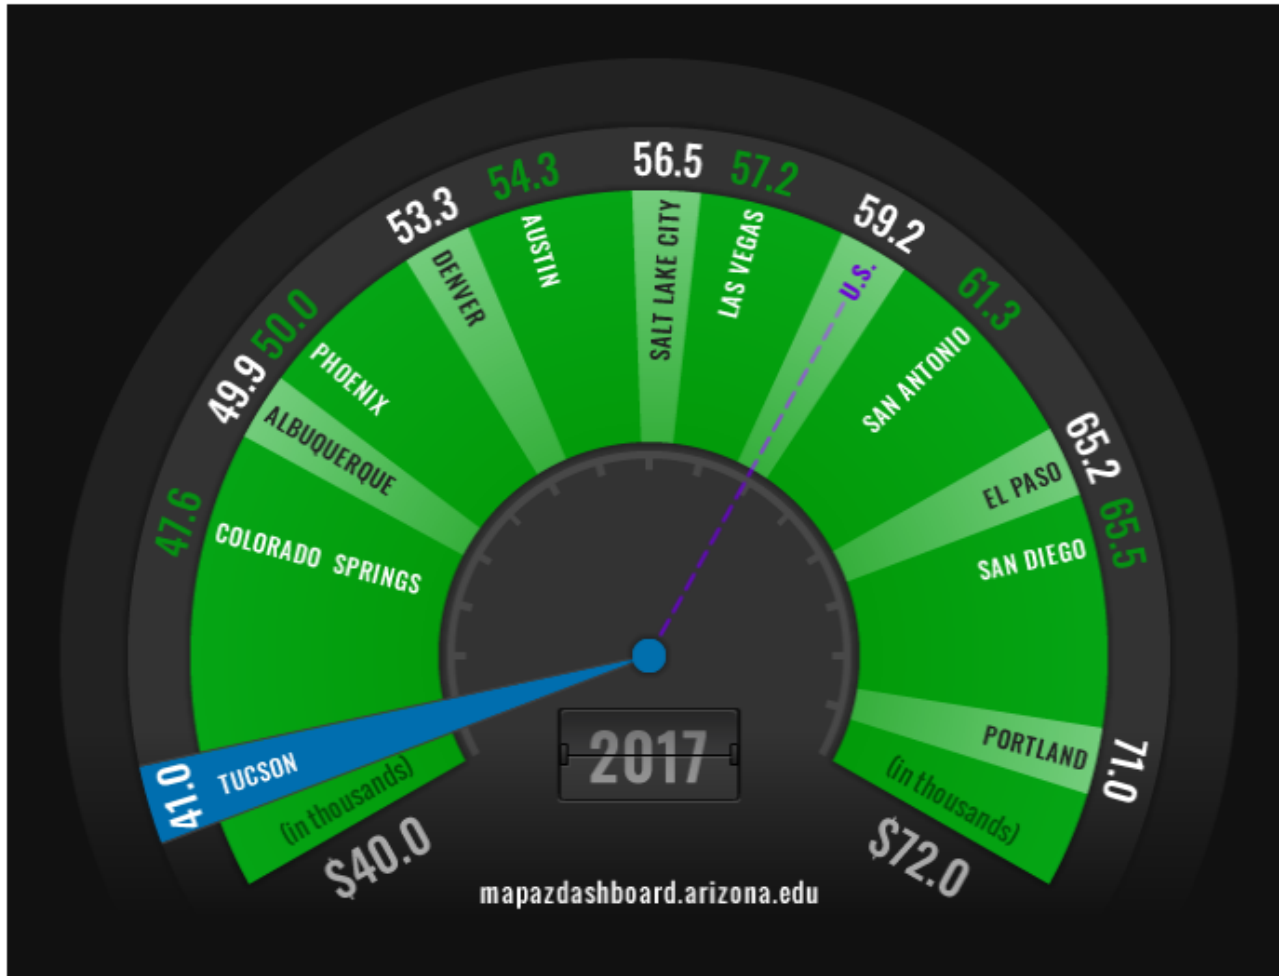 56.5
57.2
54.3
59.2
53.3
AUSTIN
SALT LAKE CITY
LAS VEGAS
DENVER
U.S.
61.3
50.0
SAN ANTONIO
49.9
PHOENIX
ALBUQUERQUE
65.2
EL PASO
47.6
COLORADO SPRINGS
65.5
SAN DIEGO
41.0
TUCSON
2017
PORTLAND
71.0
(in thousands)
(in thousands)
$40.0
$72.0
mapazdashboard.arizona.edu